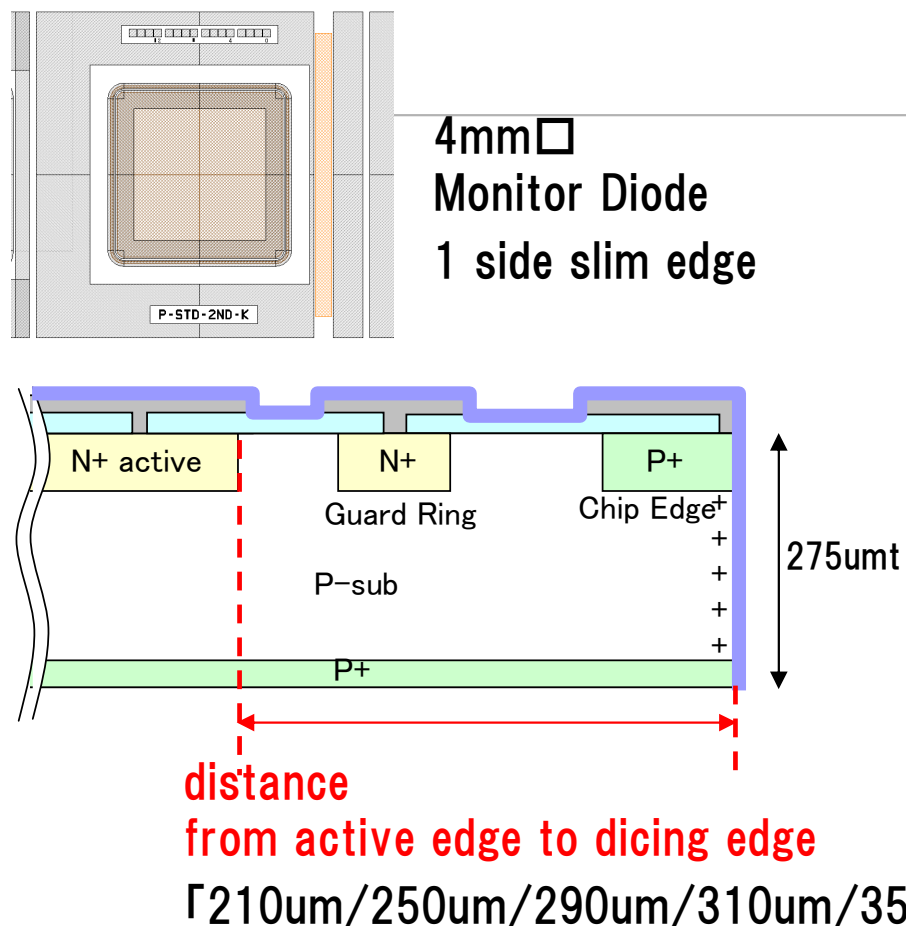 4mm□
Monitor Diode
1 side slim edge
P-STD-2ND-K
N+ active
N+
P+
Guard Ring
Chip Edge
+
+
+
+
+
275umt
P-sub
P+
distance
from active edge to dicing edge
「210um/250um/290um/310um/35